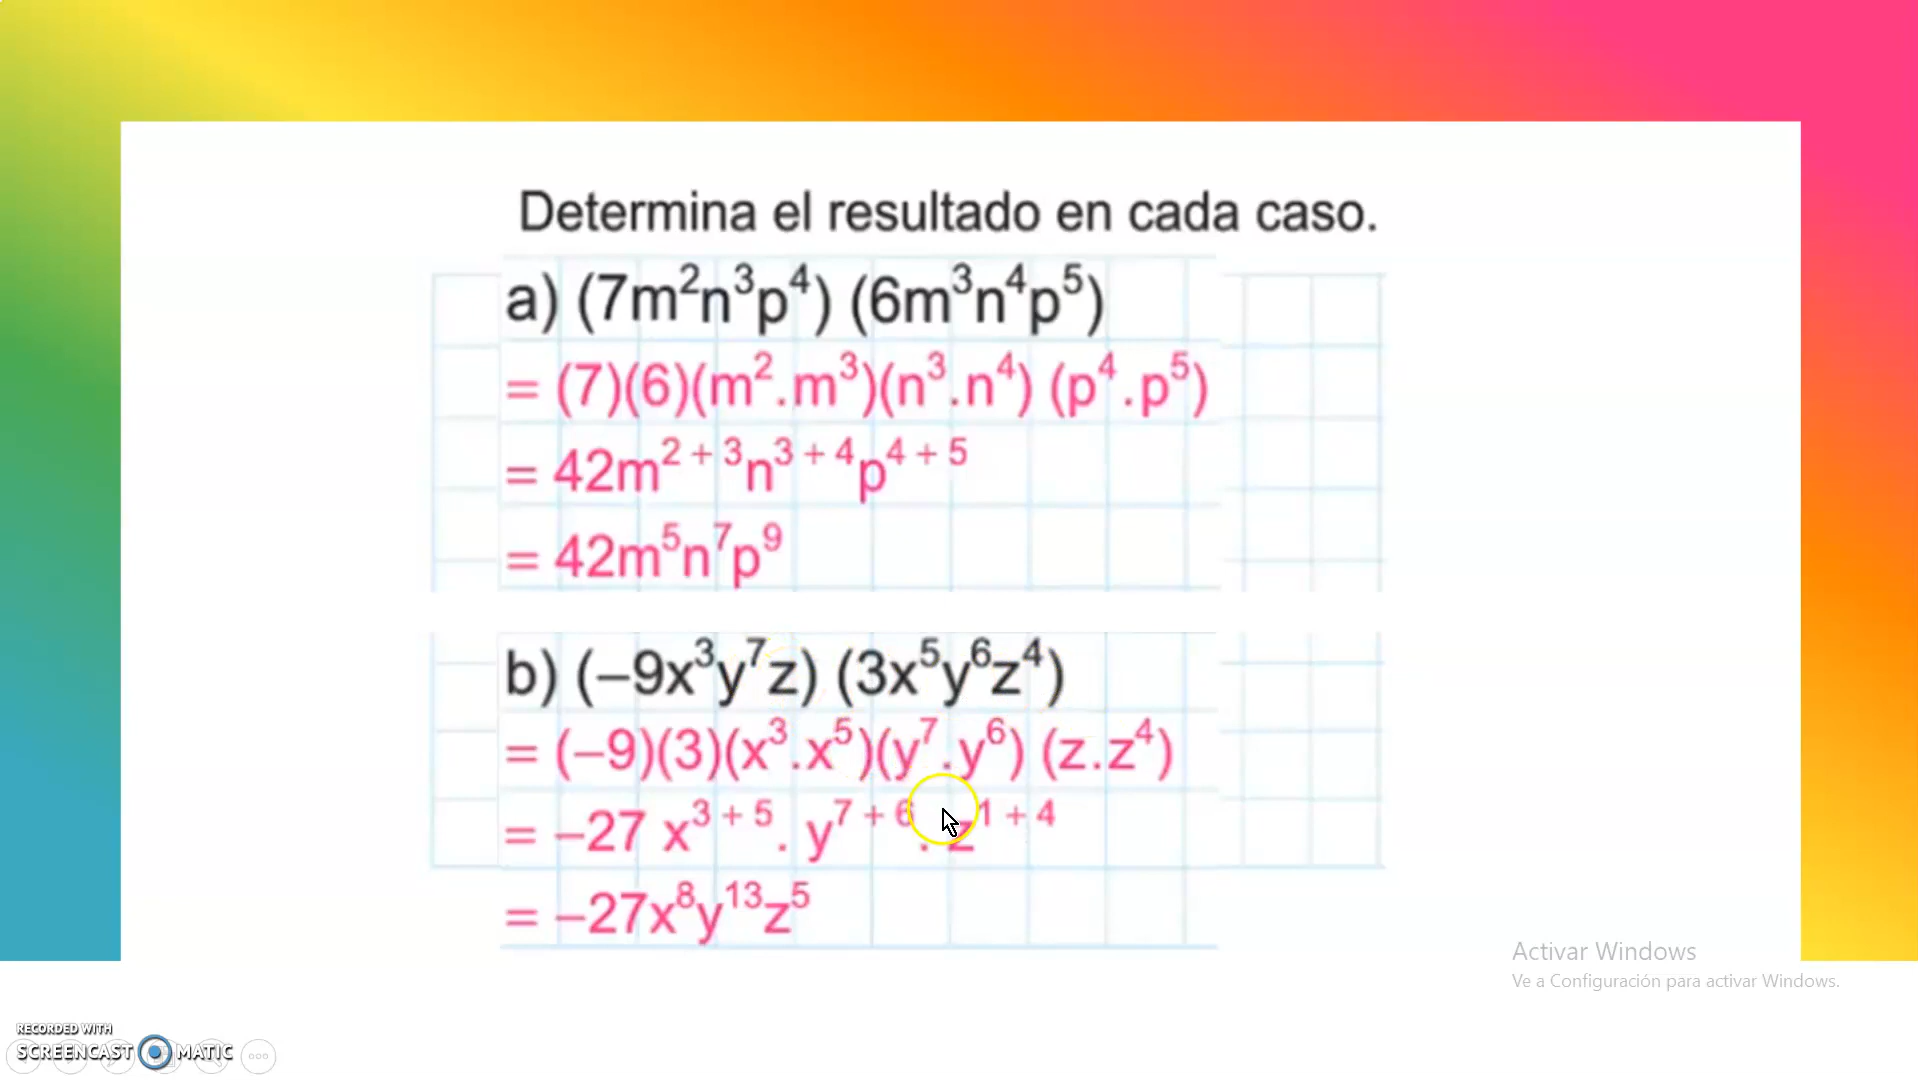 Determina el resultado en cada caso.
a) (7m²n³p⁴) (6m³n⁴p⁵)
= (7)(6)(m².m³)(n³.n⁴) (p⁴.p⁵)
= 42m²⁺³n³⁺⁴p⁴⁺⁵
= 42m⁵n⁷p⁹
b) (–9x³y⁷z) (3x⁵y⁶z⁴)
= (–9)(3)(x³.x⁵)(y⁷.y⁶) (z.z⁴)
= –27 x³⁺⁵ . y⁷⁺⁶ . z¹⁺⁴
= –27x⁸y¹³z⁵
Activar Windows
Ve a Configuración para activar Windows.
RECORDED WITH
SCREENCAST MATIC